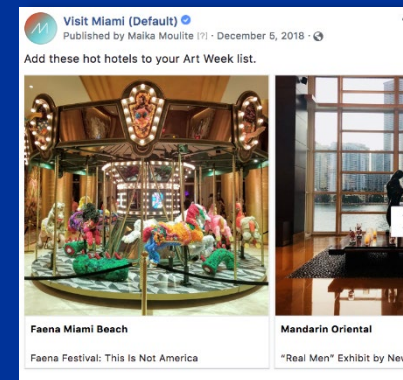 Visit Miami (Default)
Published by Maika Moulite [?] · December 5, 2018 ·
Add these hot hotels to your Art Week list.
Faena Miami Beach
Mandarin Oriental
Faena Festival: This Is Not America
"Real Men" Exhibit by